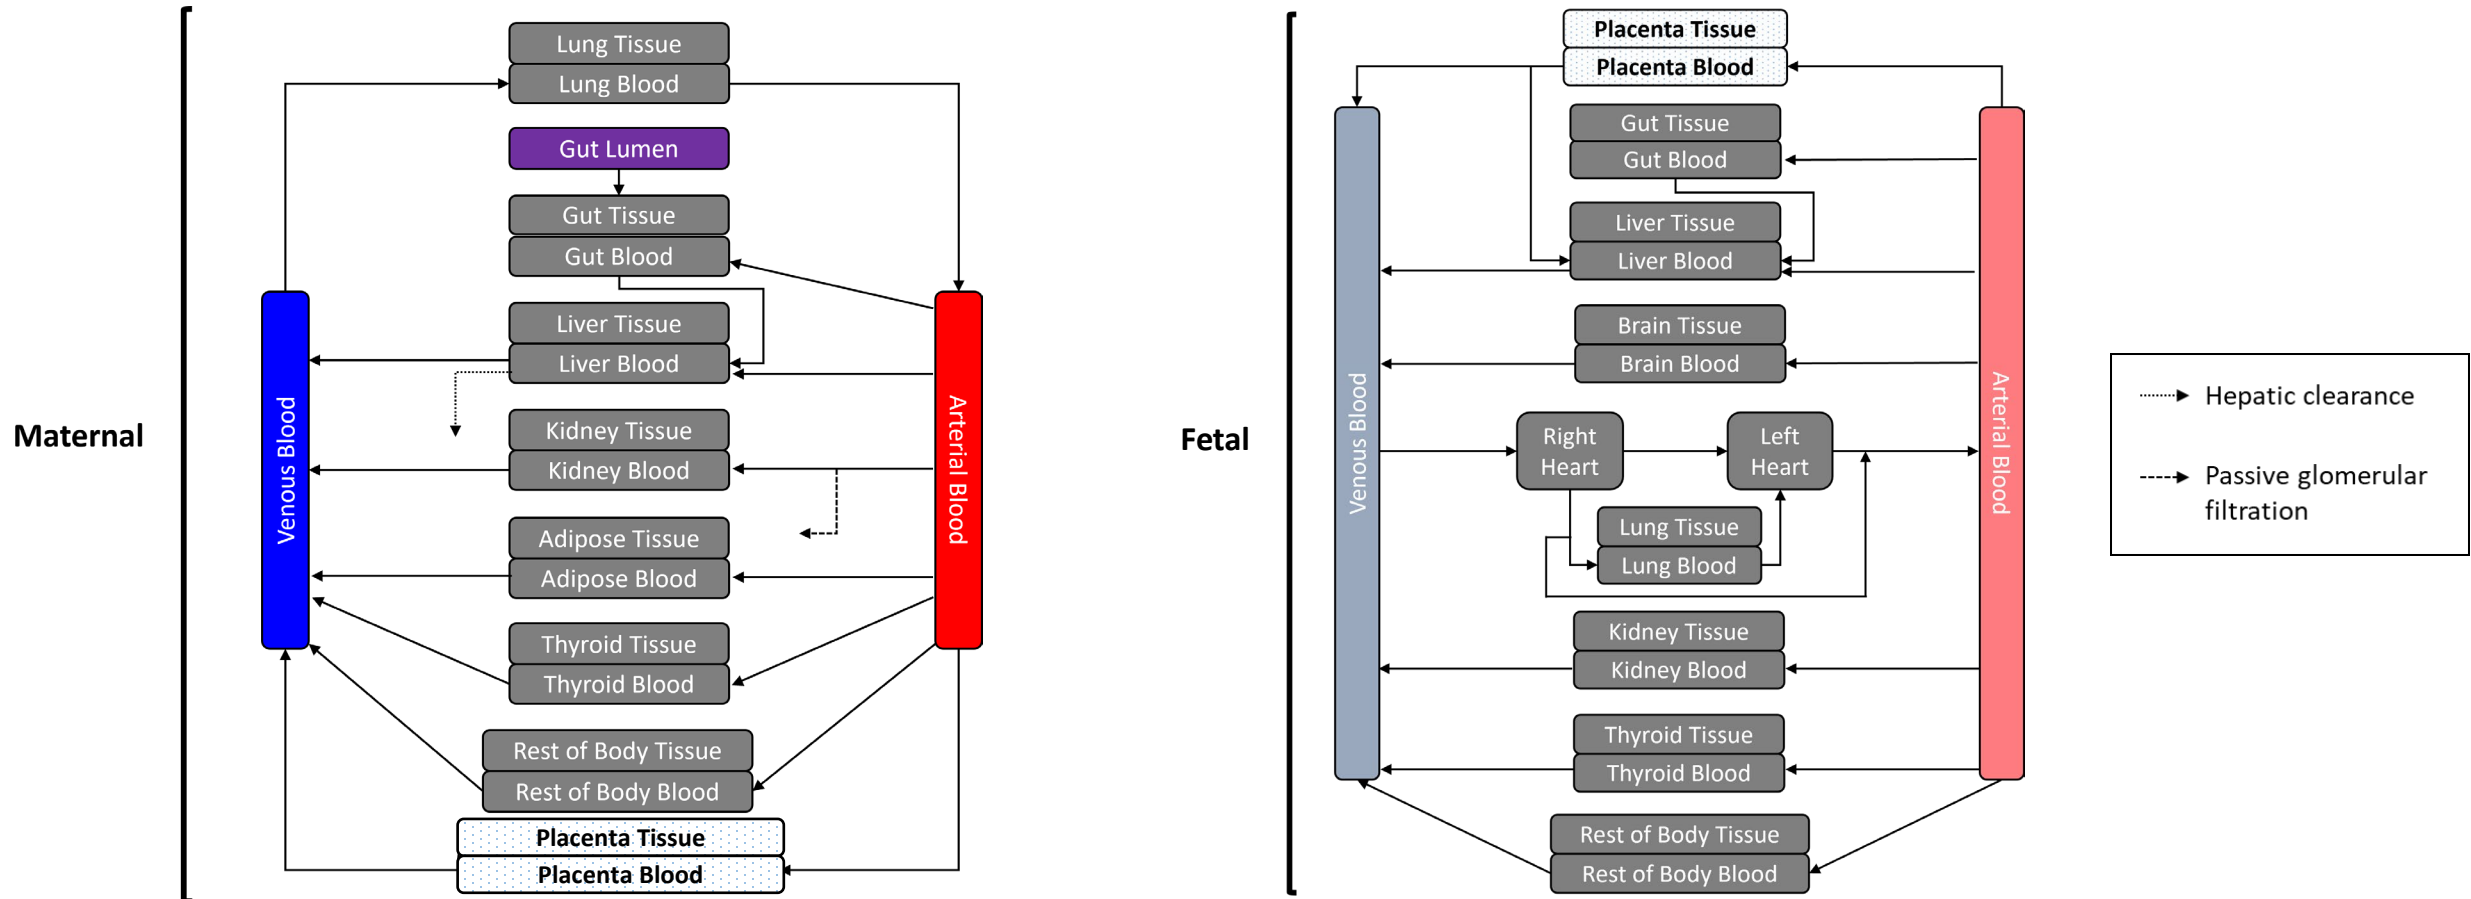 Maternal
Lung Tissue
Lung Blood
Gut Lumen
Gut Tissue
Gut Blood
Liver Tissue
Liver Blood
Kidney Tissue
Kidney Blood
Adipose Tissue
Adipose Blood
Thyroid Tissue
Thyroid Blood
Rest of Body Tissue
Rest of Body Blood
Placenta Tissue
Placenta Blood
Venous Blood
Arterial Blood
Fetal
Placenta Tissue
Placenta Blood
Gut Tissue
Gut Blood
Liver Tissue
Liver Blood
Brain Tissue
Brain Blood
Right
Heart
Left
Heart
Lung Tissue
Lung Blood
Kidney Tissue
Kidney Blood
Thyroid Tissue
Thyroid Blood
Rest of Body Tissue
Rest of Body Blood
Venous Blood
Arterial Blood
Hepatic clearance
Passive glomerular
filtration